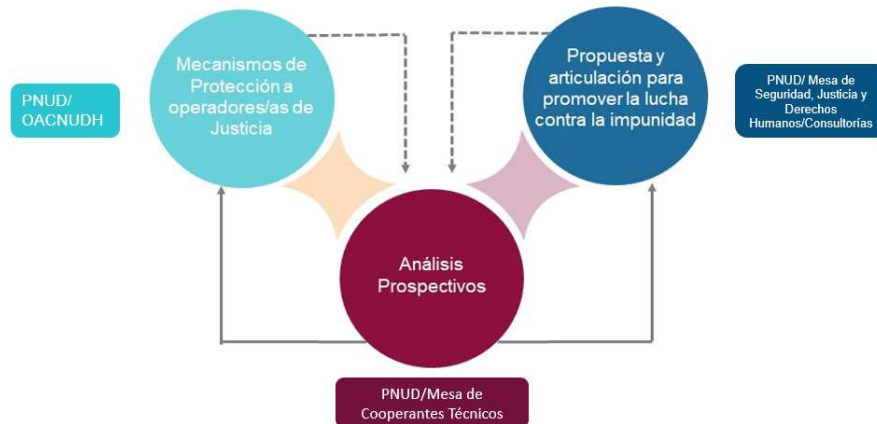 Mecanismos de
Protección a
operadores/as de
Justicia
PNUD/
OACNUDH
Propuesta y
articulación para
promover la lucha
contra la impunidad
PNUD/ Mesa de
Seguridad, Justicia y
Derechos
Humanos/Consultorías
Análisis
Prospectivos
PNUD/Mesa de
Cooperantes Técnicos